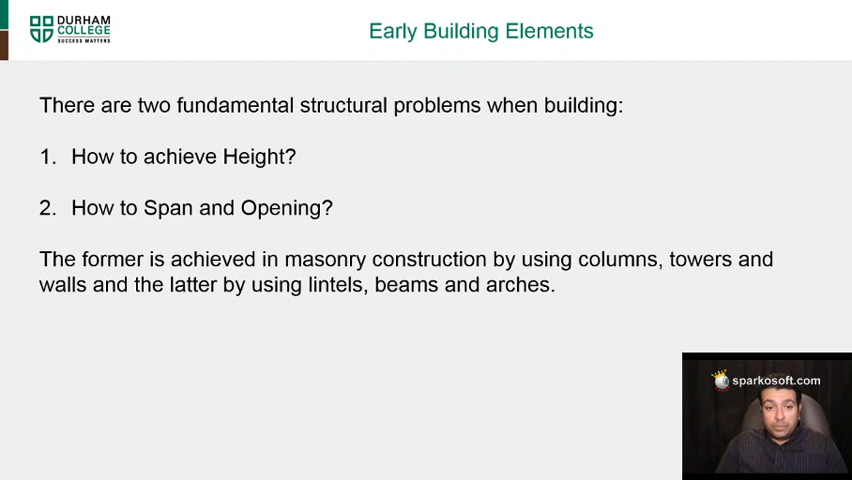 DURHAM
COLLEGE
SUCCESS MATTERS
Early Building Elements
There are two fundamental structural problems when building:
1. How to achieve Height?
2. How to Span and Opening?
The former is achieved in masonry construction by using columns, towers and
walls and the latter by using lintels, beams and arches.
sparkosoft.com